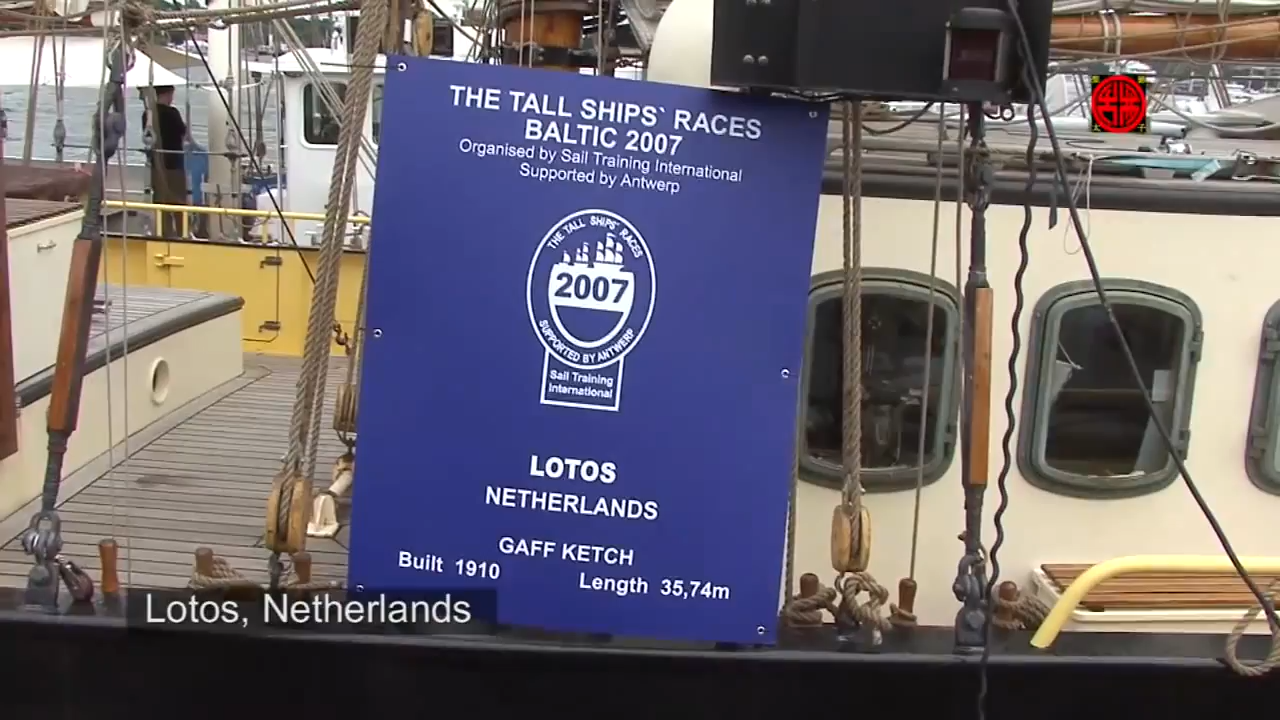 THE TALL SHIPS` RACES
BALTIC 2007
Organised by Sail Training International
Supported by Antwerp
THE TALL SHIPS' RACES
2007
SUPPORTED BY ANTWERP
Sail Training
International
LOTOS
NETHERLANDS
GAFF KETCH
Built 1910
Length 35,74m
Lotos, Netherlands